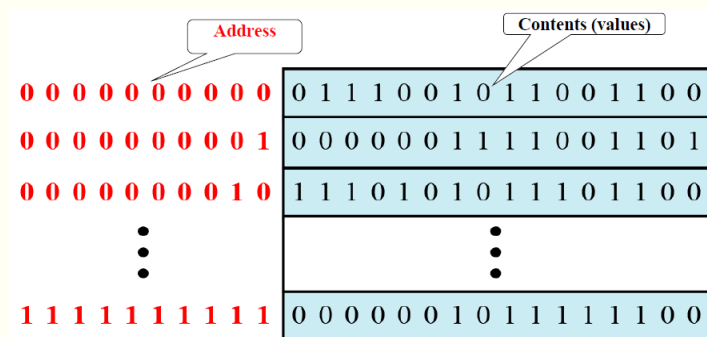 Address
Contents (values)
0 0 0 0 0 0 0 0 0 0 0 1 1 1 0 0 1 0 1 1 0 0 1 1 0 0
0 0 0 0 0 0 0 0 0 1 0 0 0 0 0 0 1 1 1 1 0 0 1 1 0 1
0 0 0 0 0 0 0 0 1 0 1 1 1 0 1 0 1 0 1 1 1 0 1 1 0 0
1 1 1 1 1 1 1 1 1 1 0 0 0 0 0 0 1 0 1 1 1 1 1 1 0 0